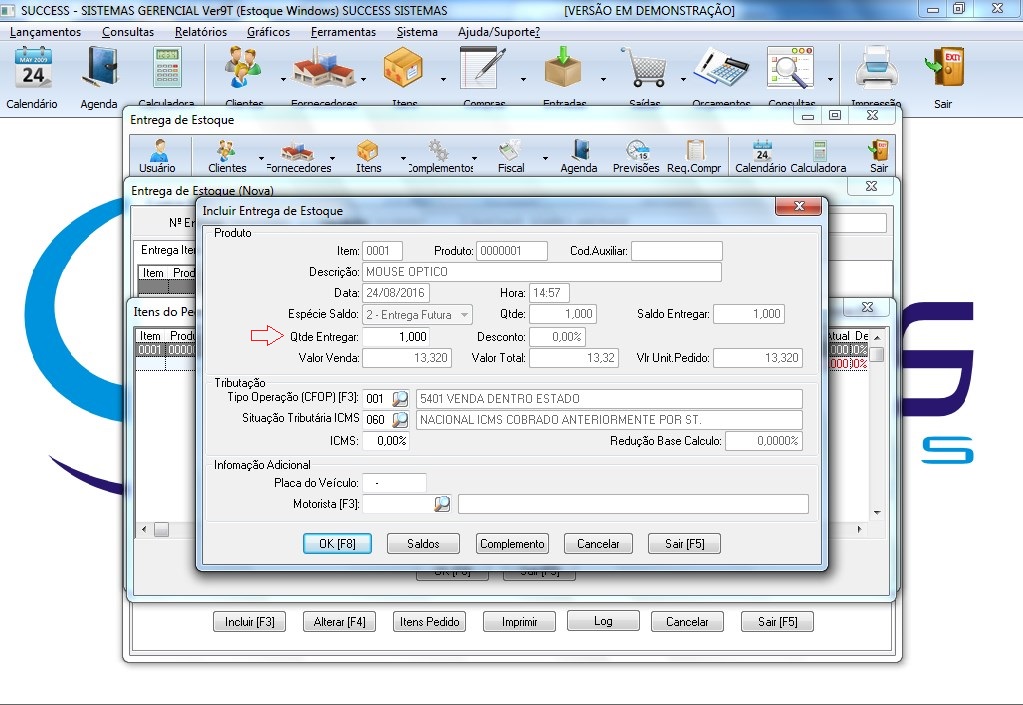 SUCCESS - SISTEMAS GERENCIAL Ver9T (Estoque Windows) SUCCESS SISTEMAS [VERSÃO EM DEMONSTRAÇÃO]
Lançamentos Consultas Relatórios Gráficos Ferramentas Sistema Ajuda/Suporte?
MAY 2009
24
EXIT
Calendário Agenda Calculadora Clientes Fornecedores Itens Compras Entradas Saídas Orçamentos Consultas Impressão Sair
Entrega de Estoque
Usuário Clientes Fornecedores Itens Complementos Fiscal Agenda Previsões Req.Compr Calendário Calculadora Sair
Entrega de Estoque (Nova)
Nº En
Entrega Ite
Item Prod
Itens do Pe
Item Produ
0001 0000
atual De
Incluir Entrega de Estoque
Produto
Item: 0001 Produto: 0000001 Cod.Auxiliar:
Descrição: MOUSE OPTICO
Data: 24/08/2016 Hora: 14:57
Espécie Saldo: 2 - Entrega Futura Qtde: 1,000 Saldo Entregar: 1,000
Qtde Entregar: 1,000 Desconto: 0,00%
Valor Venda: 13,320 Valor Total: 13,32 Vlr Unit.Pedido: 13,320
Tributação
Tipo Operação (CFOP) [F3]: 001 5401 VENDA DENTRO ESTADO
Situação Tributária ICMS 060 NACIONAL ICMS COBRADO ANTERIORMENTE POR ST.
ICMS: 0,00% Redução Base Calculo: 0,0000%
Infomação Adicional
Placa do Veículo: -
Motorista [F3]:
OK [F8] Saldos Complemento Cancelar Sair [F5]
S
Incluir [F3] Alterar [F4] Itens Pedido Imprimir Log Cancelar Sair [F5]